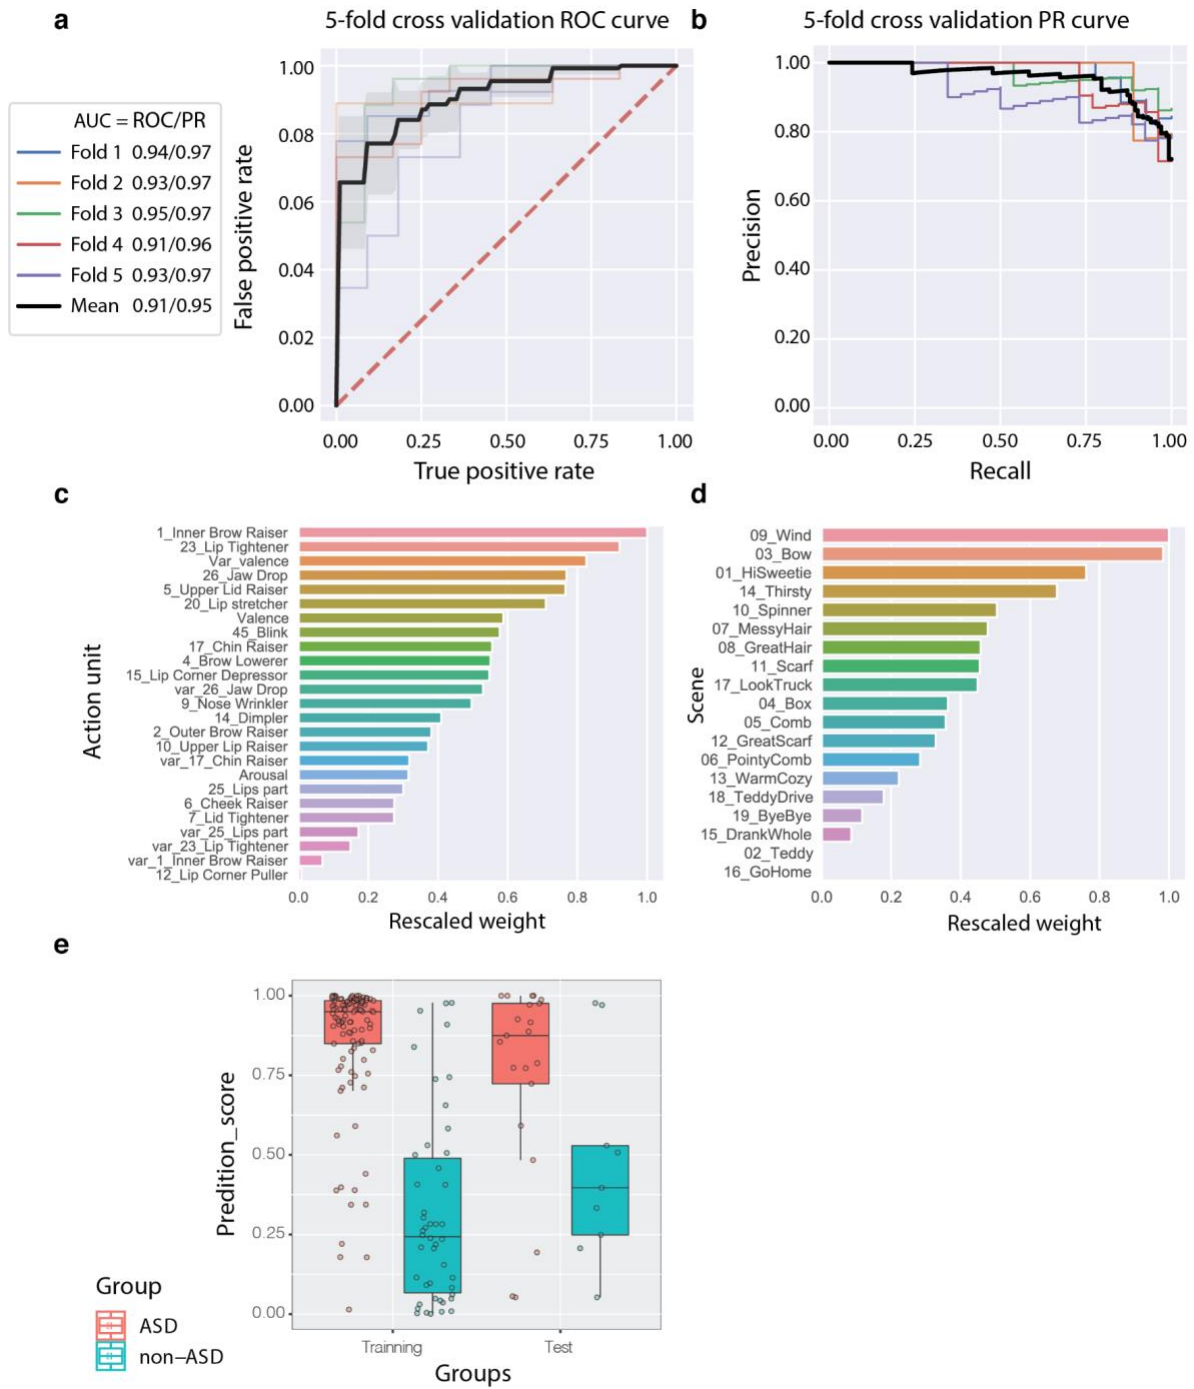 a
5-fold cross validation ROC curve
AUC = ROC/PR
Fold 1 0.94/0.97
Fold 2 0.93/0.97
Fold 3 0.95/0.97
Fold 4 0.91/0.96
Fold 5 0.93/0.97
Mean 0.91/0.95
False positive rate
1.00
0.08
0.06
0.04
0.02
0.00
0.00 0.25 0.50 0.75 1.00
True positive rate
b
5-fold cross validation PR curve
Precision
1.00
0.80
0.60
0.40
0.20
0.00
0.00 0.25 0.50 0.75 1.00
Recall
c
Action unit
1_Inner Brow Raiser
23_Lip Tightener
Var_valence
26_Jaw Drop
5_Upper Lid Raiser
20_Lip stretcher
Valence
45_Blink
17_Chin Raiser
4_Brow Lowerer
15_Lip Corner Depressor
var_26_Jaw Drop
9_Nose Wrinkler
14_Dimpler
2_Outer Brow Raiser
10_Upper Lip Raiser
var_17_Chin Raiser
Arousal
25_Lips part
6_Cheek Raiser
7_Lid Tightener
var_25_Lips part
var_23_Lip Tightener
var_1_Inner Brow Raiser
12_Lip Corner Puller
0.0 0.2 0.4 0.6 0.8 1.0
Rescaled weight
d
Scene
09_Wind
03_Bow
01_HiSweetie
14_Thirsty
10_Spinner
07_MessyHair
08_GreatHair
11_Scarf
17_LookTruck
04_Box
05_Comb
12_GreatScarf
06_PointyComb
13_WarmCozy
18_TeddyDrive
19_ByeBye
15_DrankWhole
02_Teddy
16_GoHome
0.0 0.2 0.4 0.6 0.8 1.0
Rescaled weight
e
Predition_score
1.00
0.75
0.50
0.25
0.00
Trainning Test
Groups
Group
ASD
non-ASD